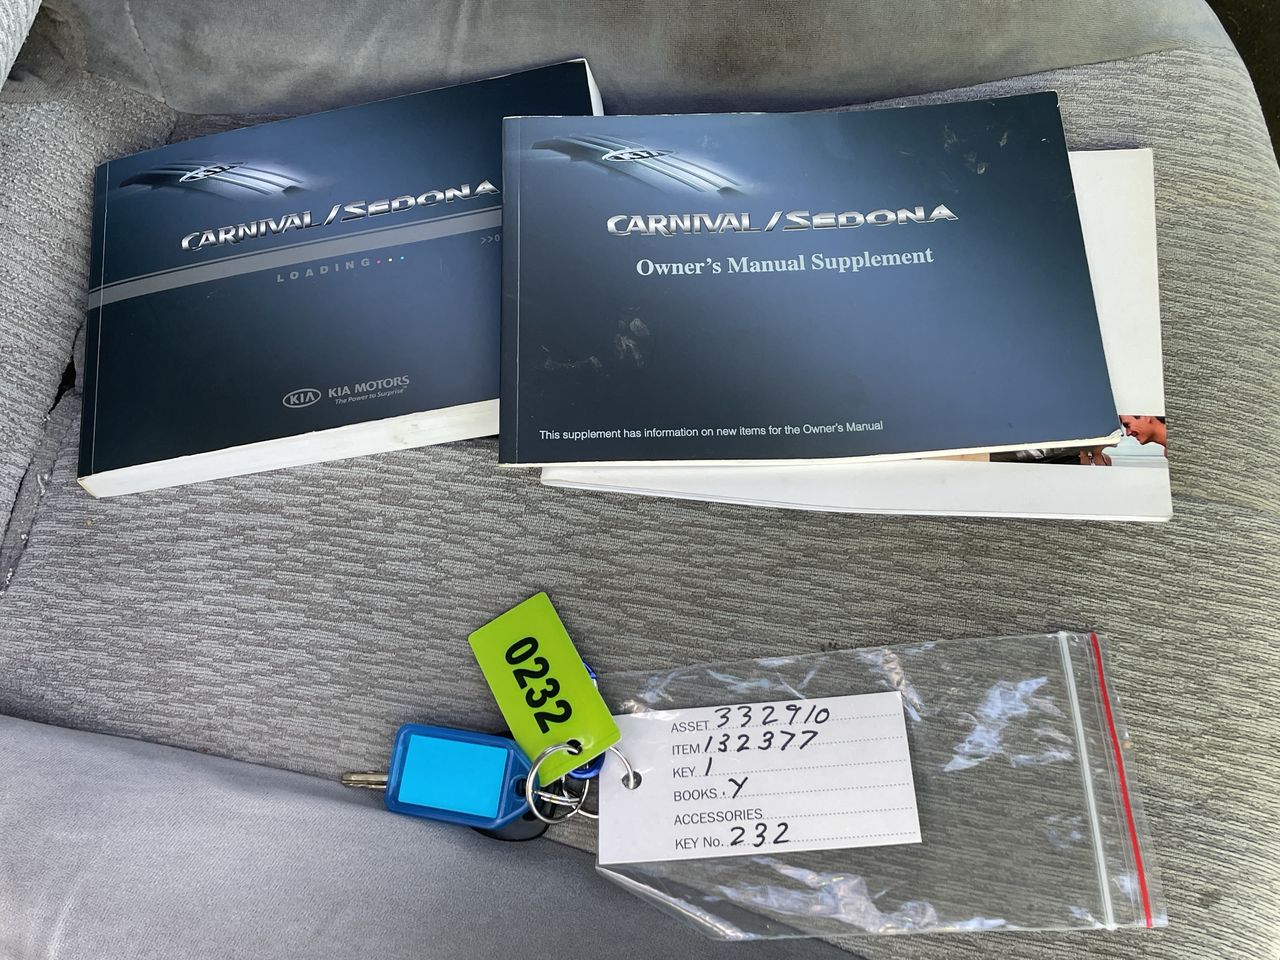 KIA
CARNIVAL/SEDONA
LOADING...
KIA KIA MOTORS
The Power to Surprise™
KIA
CARNIVAL/SEDONA
Owner's Manual Supplement
This supplement has information on new items for the Owner's Manual
0232
ASSET 332910
ITEM 132377
KEY 1
BOOKS Y
ACCESSORIES
KEY No. 232